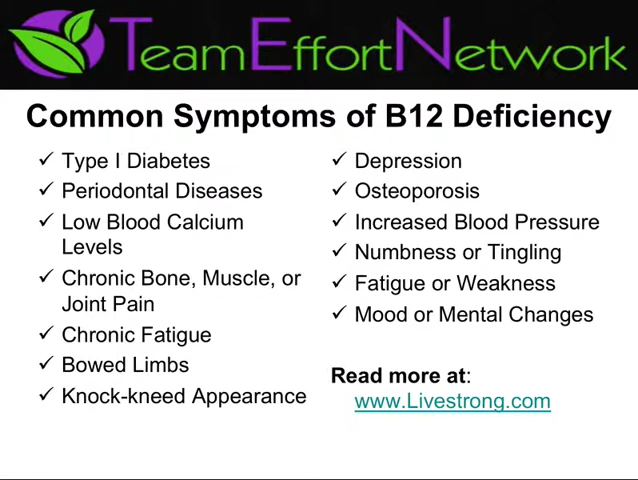 TeamEffortNetwork
Common Symptoms of B12 Deficiency
✓ Type I Diabetes
✓ Periodontal Diseases
✓ Low Blood Calcium
Levels
✓ Chronic Bone, Muscle, or
Joint Pain
✓ Chronic Fatigue
✓ Bowed Limbs
✓ Knock-kneed Appearance
✓ Depression
✓ Osteoporosis
✓ Increased Blood Pressure
✓ Numbness or Tingling
✓ Fatigue or Weakness
✓ Mood or Mental Changes
Read more at:
www.Livestrong.com